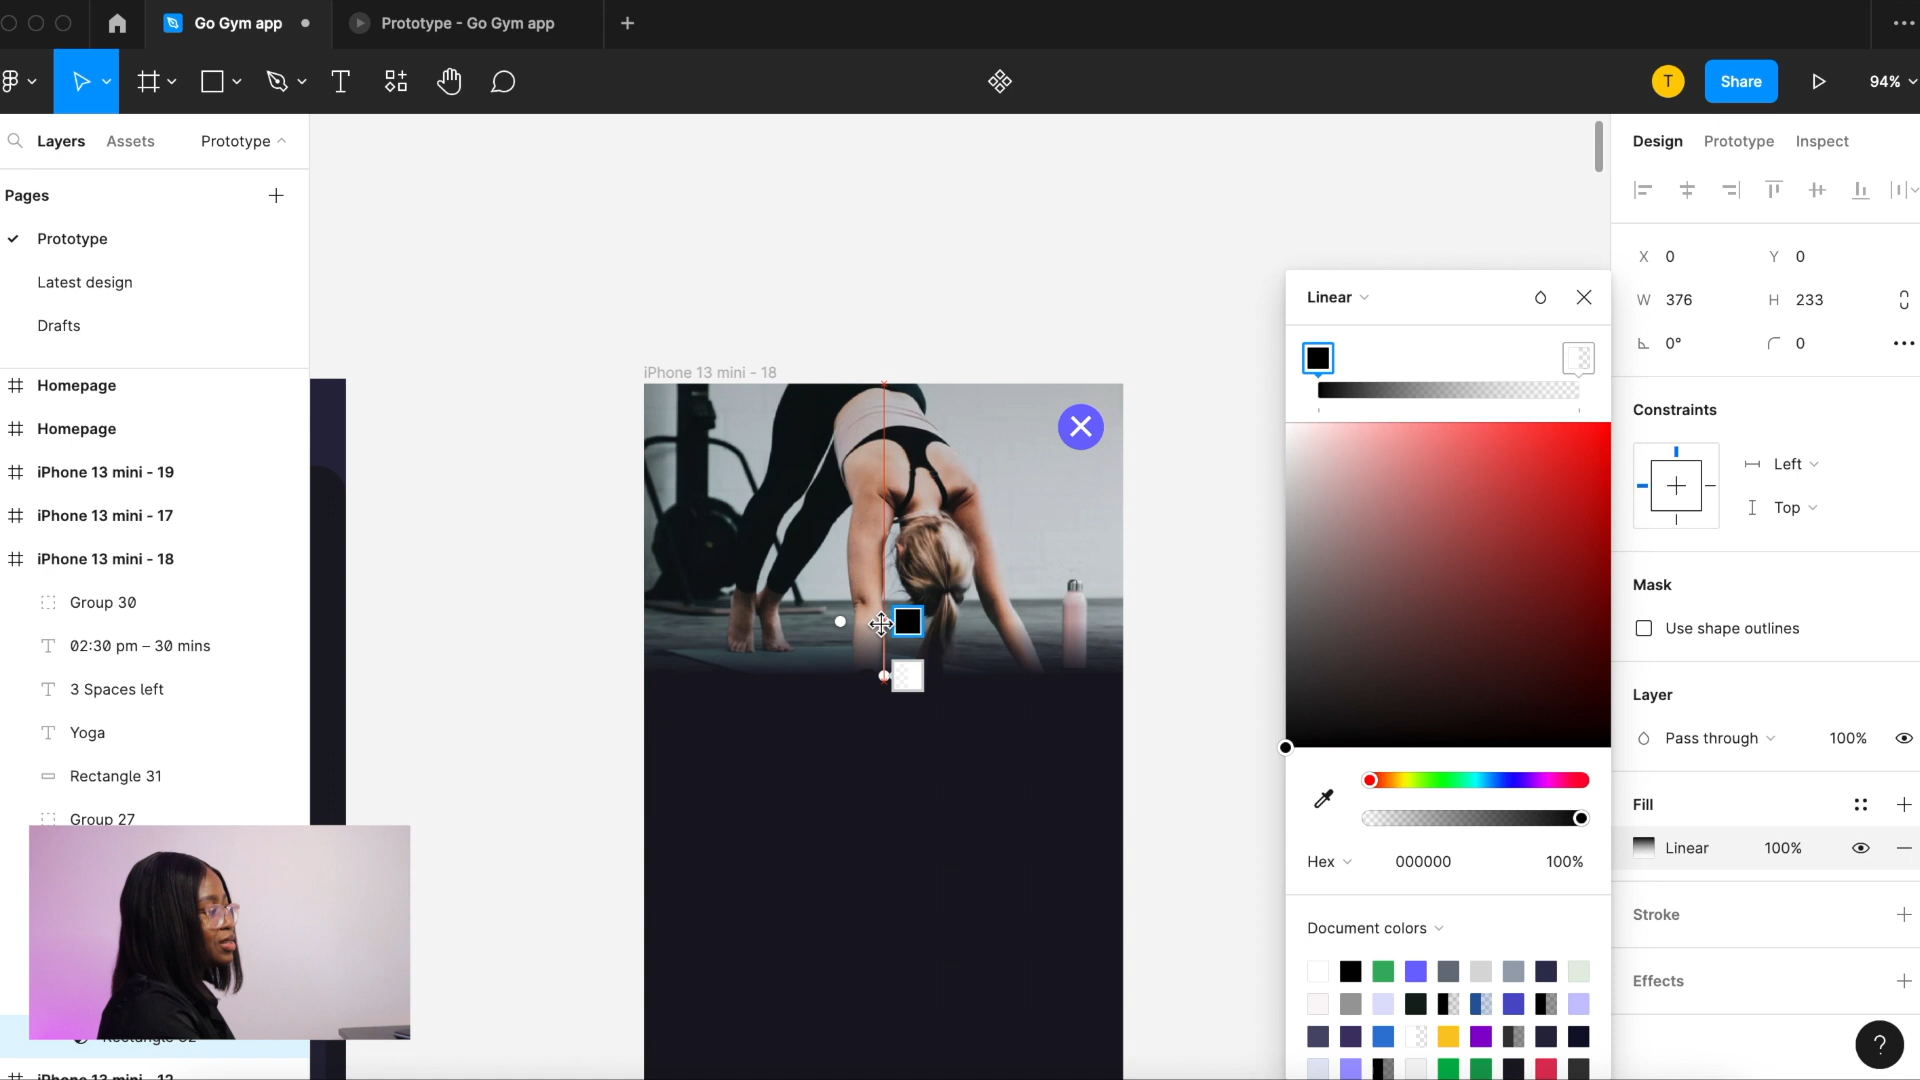 Go Gym app
Prototype - Go Gym app
T
Share
94%
Layers
Assets
Prototype
Pages
Prototype
Latest design
Drafts
Homepage
Homepage
iPhone 13 mini - 19
iPhone 13 mini - 17
iPhone 13 mini - 18
Group 30
02:30 pm – 30 mins
3 Spaces left
Yoga
Rectangle 31
Group 27
iPhone 13 mini - 12
iPhone 13 mini - 18
Linear
Hex
000000
100%
Document colors
Design
Prototype
Inspect
X 0
Y 0
W 376
H 233
0°
0
Constraints
Left
Top
Mask
Use shape outlines
Layer
Pass through
100%
Fill
Linear
100%
Stroke
Effects
?